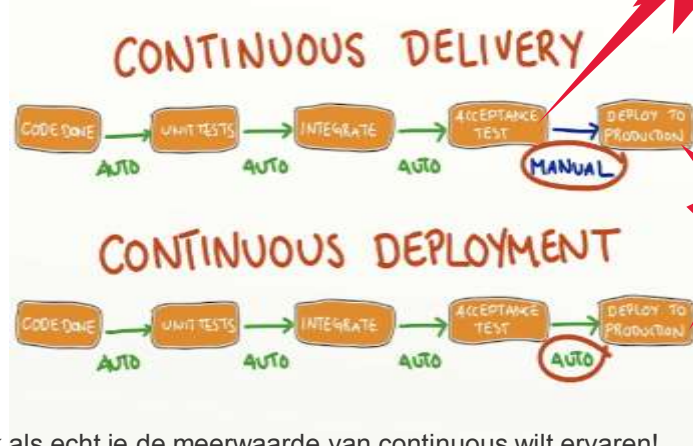 CONTINUOUS DELIVERY
CODE DONE UNIT TESTS INTEGRATE ACCEPTANCE TEST DEPLOY TO PRODUCTION
AUTO AUTO AUTO MANUAL
CONTINUOUS DEPLOYMENT
CODE DONE UNIT TESTS INTEGRATE ACCEPTANCE TEST DEPLOY TO PRODUCTION
AUTO AUTO AUTO AUTO
als echt je de meerwaarde van continuous wilt ervaren!